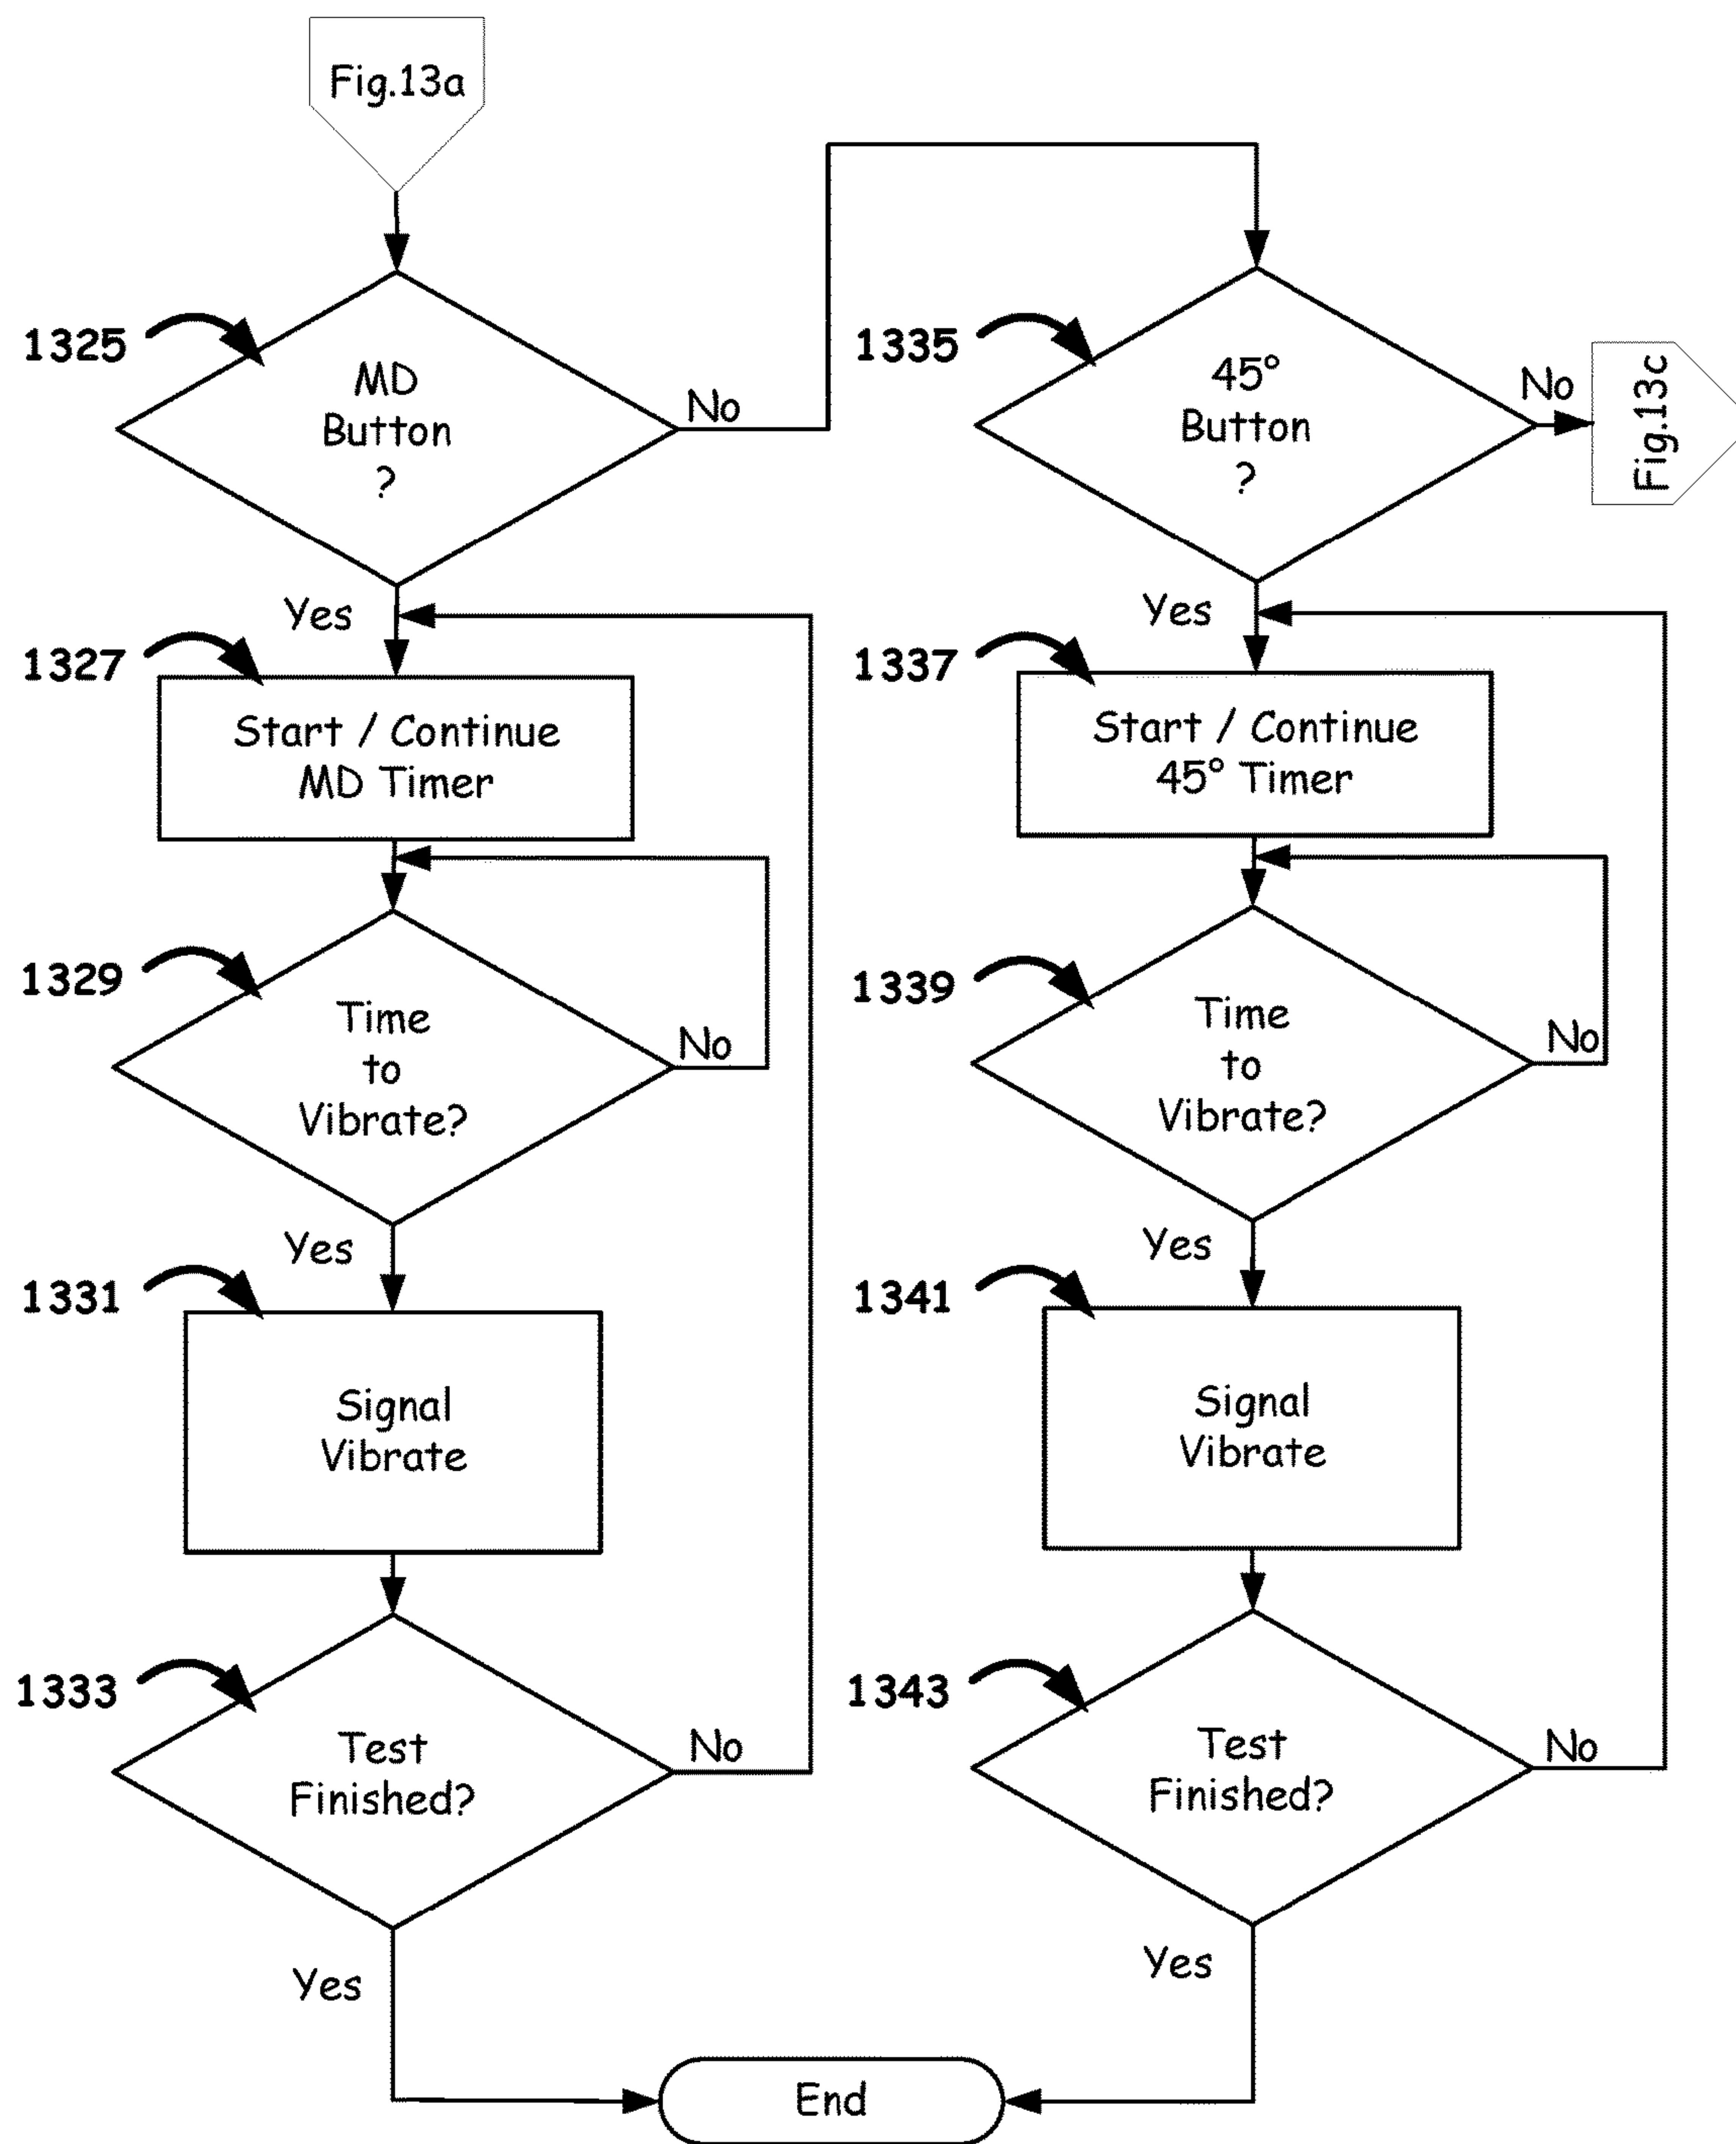 Fig.13a
1325
MD
Button
?
No
Yes
1327
Start / Continue
MD Timer
1329
Time
to
Vibrate?
No
Yes
1331
Signal
Vibrate
1333
Test
Finished?
No
Yes
1335
45°
Button
?
No
Fig.13c
Yes
1337
Start / Continue
45° Timer
1339
Time
to
Vibrate?
No
Yes
1341
Signal
Vibrate
1343
Test
Finished?
No
Yes
End